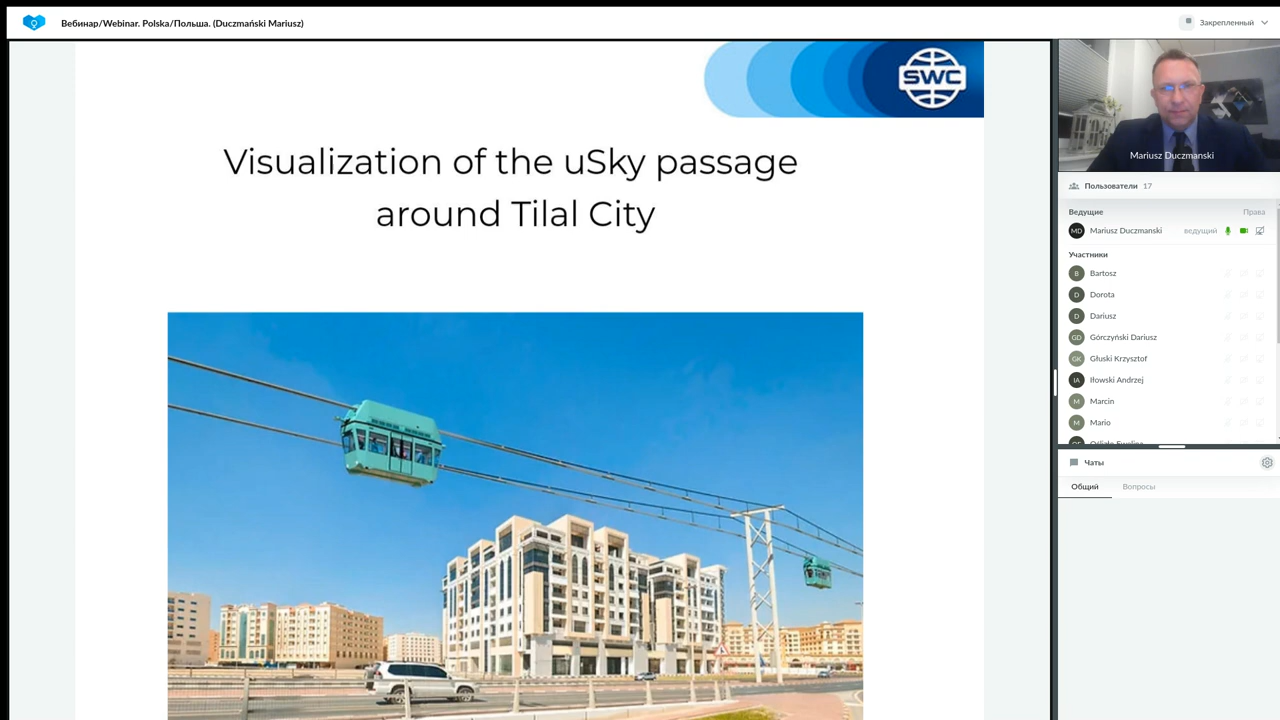 Вебинар/Webinar. Polska/Польша. (Duczmański Mariusz)
Закрепленный
SWC
Visualization of the uSky passage
around Tilal City
Mariusz Duczmanski
Пользователи 17
Ведущие Права
MD Mariusz Duczmanski ведущий
Участники
B Bartosz
D Dorota
D Dariusz
GD Górczyński Dariusz
GK Głuski Krzysztof
IA Iłowski Andrzej
M Marcin
M Mario
Чаты
Общий Вопросы